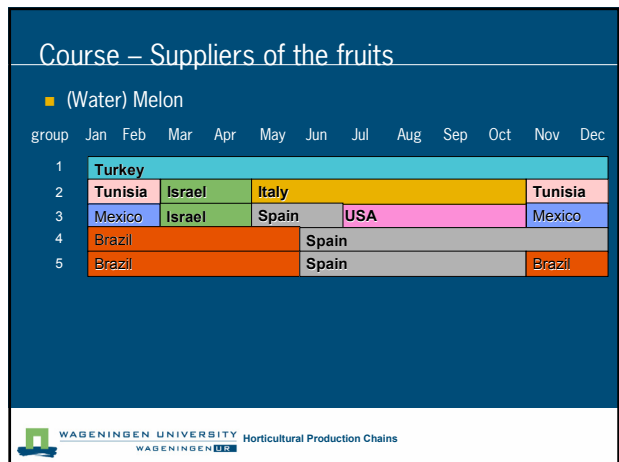 Course – Suppliers of the fruits
(Water) Melon
group Jan Feb Mar Apr May Jun Jul Aug Sep Oct Nov Dec
1 Turkey
2 Tunisia Israel Italy Tunisia
3 Mexico Israel Spain USA Mexico
4 Brazil Spain
5 Brazil Spain Brazil
WAGENINGEN UNIVERSITY Horticultural Production Chains
WAGENINGEN UR